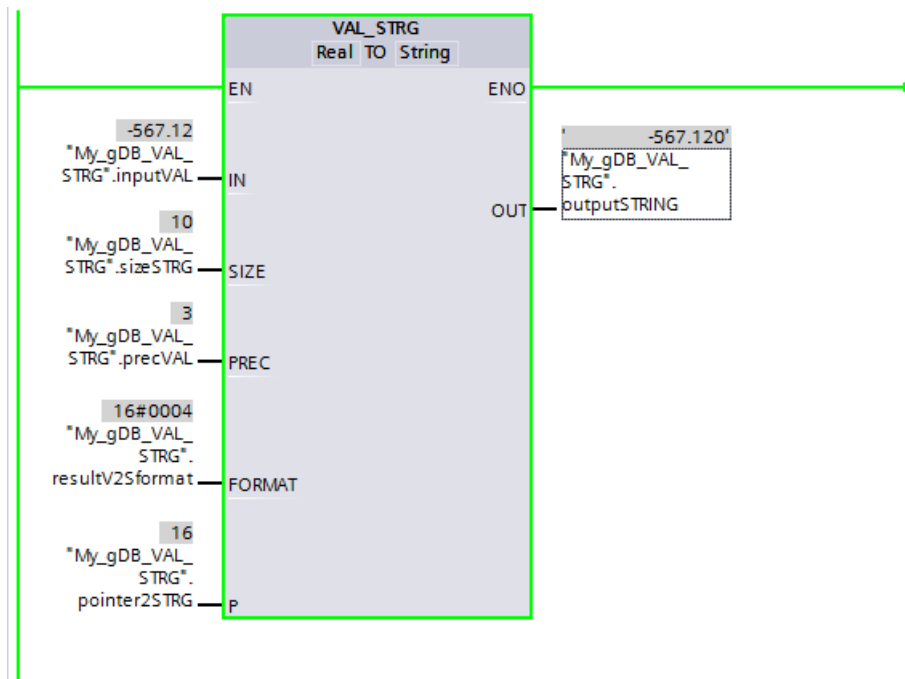 VAL_STRG
Real TO String
EN
ENO
-567.12
"My_gDB_VAL_
STRG".inputVAL
IN
' -567.120'
"My_gDB_VAL_
STRG".
outputSTRING
OUT
10
"My_gDB_VAL_
STRG".sizeSTRG
SIZE
3
"My_gDB_VAL_
STRG".precVAL
PREC
16#0004
"My_gDB_VAL_
STRG".
resultV2Sformat
FORMAT
16
"My_gDB_VAL_
STRG".
pointer2STRG
P